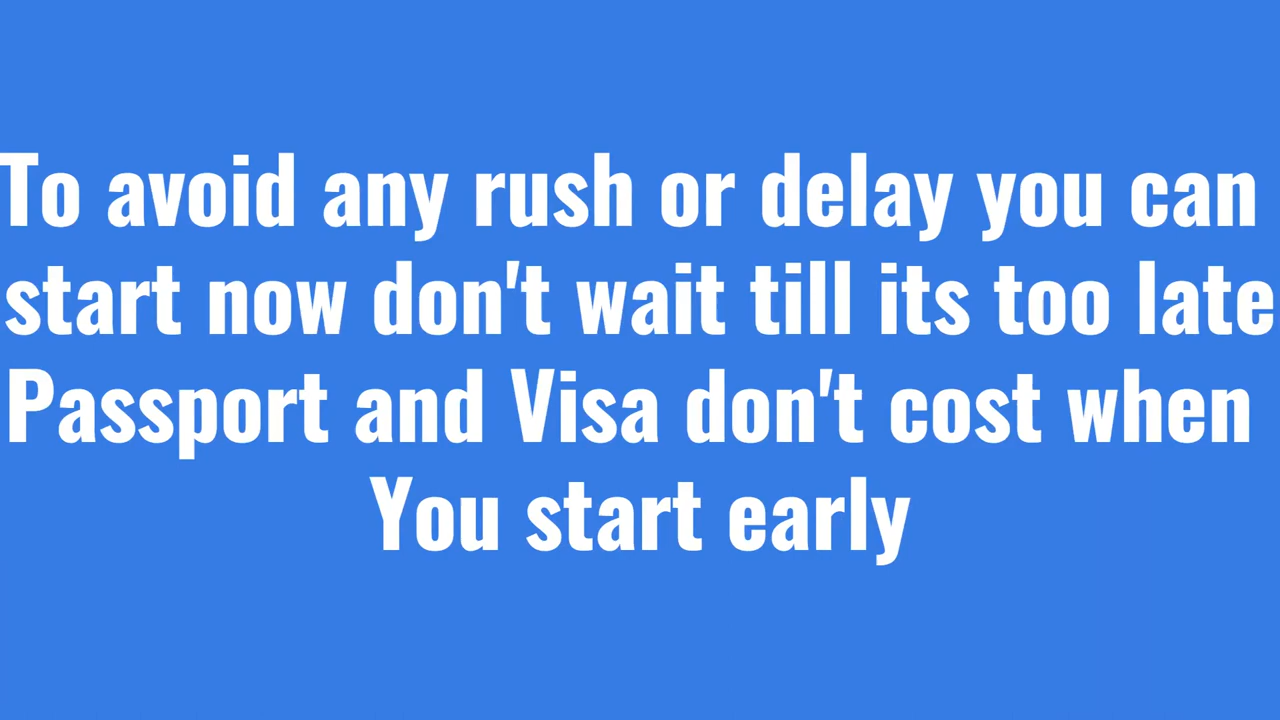 To avoid any rush or delay you can
start now don't wait till its too late
Passport and Visa don't cost when
You start early